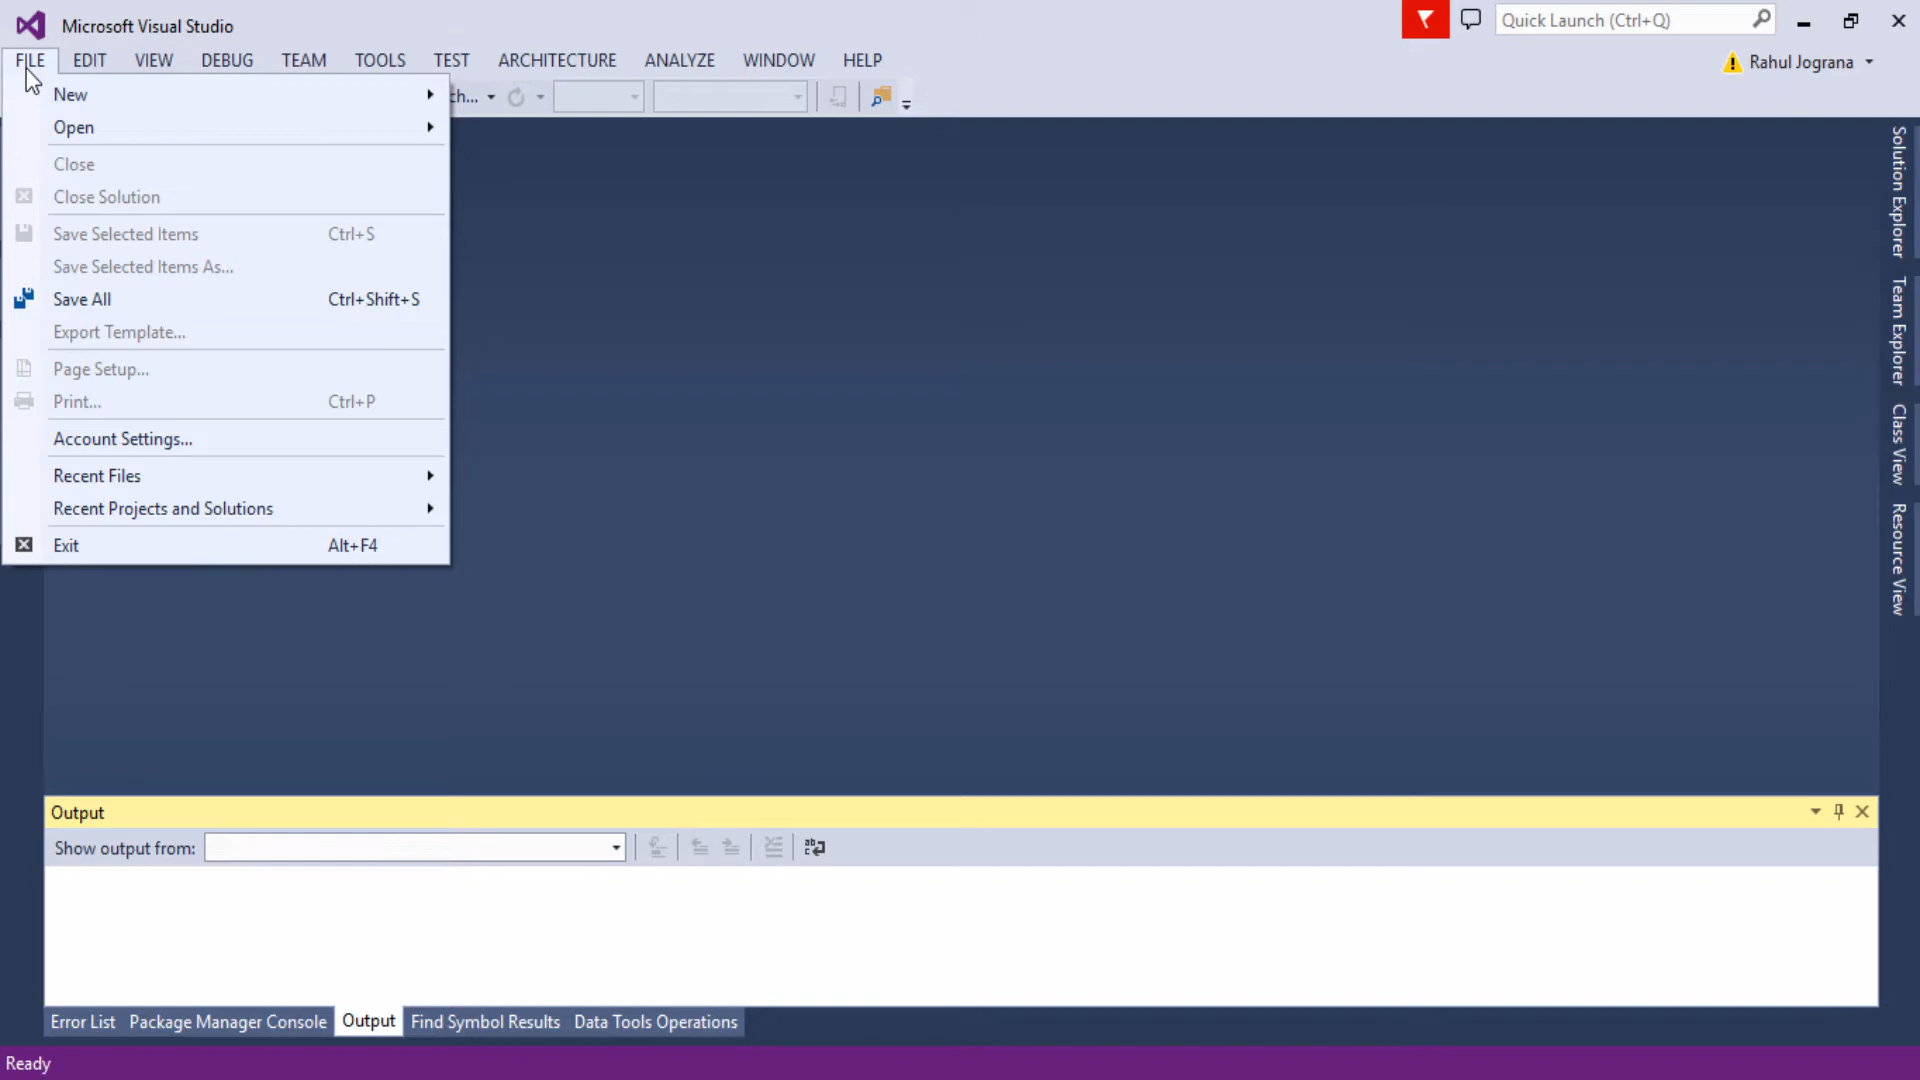 Microsoft Visual Studio
Quick Launch (Ctrl+Q)
FILE EDIT VIEW DEBUG TEAM TOOLS TEST ARCHITECTURE ANALYZE WINDOW HELP
Rahul Jograna
New
Open
Close
Close Solution
Save Selected Items Ctrl+S
Save Selected Items As...
Save All Ctrl+Shift+S
Export Template...
Page Setup...
Print... Ctrl+P
Account Settings...
Recent Files
Recent Projects and Solutions
Exit Alt+F4
ch...
Solution Explorer
Team Explorer
Class View
Resource View
Output
Show output from:
Error List Package Manager Console Output Find Symbol Results Data Tools Operations
Ready